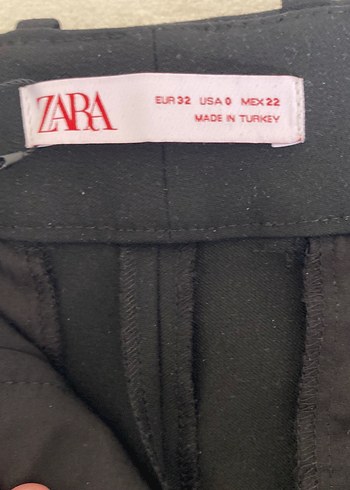 ZARA
EUR 32 USA 0 MEX 22
MADE IN TURKEY